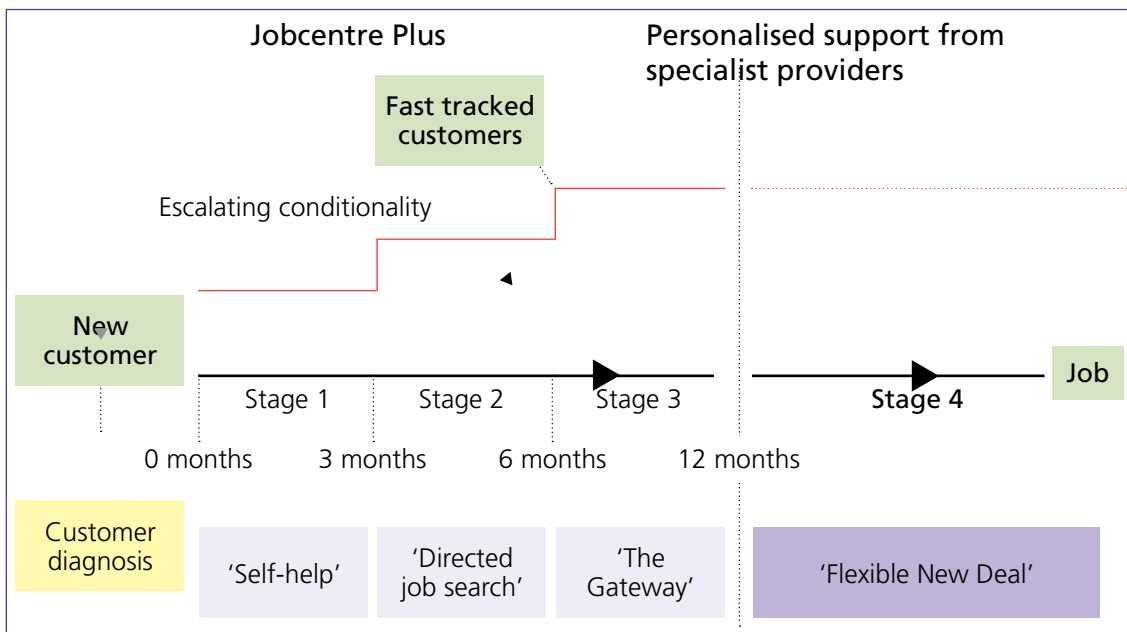 Jobcentre Plus
Personalised support from
specialist providers
Fast tracked
customers
Escalating conditionality
New
customer
Job
Stage 1
Stage 2
Stage 3
Stage 4
0 months
3 months
6 months
12 months
Customer
diagnosis
‘Self-help’
‘Directed
job search’
‘The
Gateway’
‘Flexible New Deal’